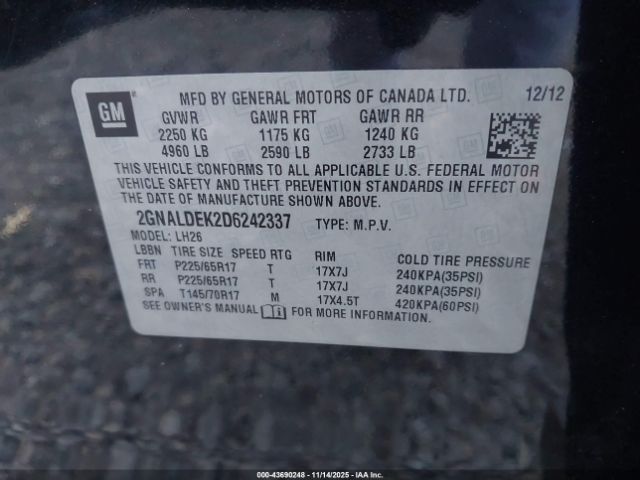 GM
MFD BY GENERAL MOTORS OF CANADA LTD. 12/12
GVWR GAWR FRT GAWR RR
2250 KG 1175 KG 1240 KG
4960 LB 2590 LB 2733 LB
THIS VEHICLE CONFORMS TO ALL APPLICABLE U.S. FEDERAL MOTOR
VEHICLE SAFETY AND THEFT PREVENTION STANDARDS IN EFFECT ON
THE DATE OF MANUFACTURE SHOWN ABOVE.
2GNALDEK2D6242337 TYPE: M.P.V.
MODEL: LH26
LBBN TIRE SIZE SPEED RTG RIM COLD TIRE PRESSURE
FRT P225/65R17 T 17X7J 240KPA(35PSI)
RR P225/65R17 T 17X7J 240KPA(35PSI)
SPA T145/70R17 M 17X4.5T 420KPA(60PSI)
SEE OWNER'S MANUAL FOR MORE INFORMATION.
000-43690248 - 11/14/2025 - IAA Inc.